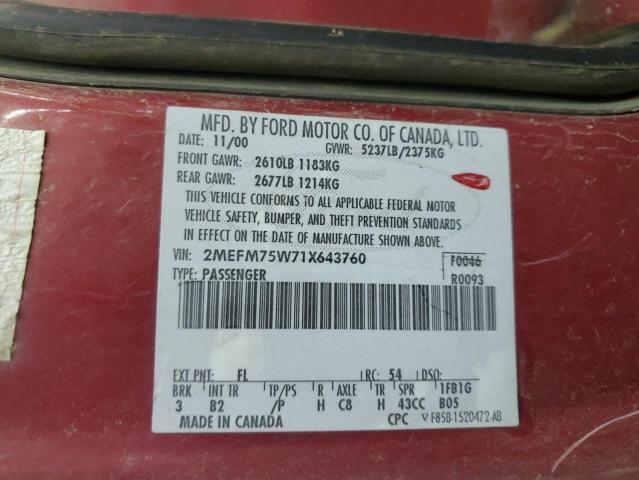 MFD. BY FORD MOTOR CO. OF CANADA, LTD.
DATE: 11/00 GVWR: 5237LB/2375KG
FRONT GAWR: 2610LB 1183KG
REAR GAWR: 2677LB 1214KG
THIS VEHICLE CONFORMS TO ALL APPLICABLE FEDERAL MOTOR
VEHICLE SAFETY, BUMPER, AND THEFT PREVENTION STANDARDS
IN EFFECT ON THE DATE OF MANUFACTURE SHOWN ABOVE.
VIN: 2MEFM75W71X643760 F0046
TYPE: PASSENGER R0093
EXT PNT: FL RC: 54 DSO:
BRK INT TR TP/PS R AXLE TR SPR 1FB1G
3 B2 /P H C8 H 43CC B05
MADE IN CANADA CPC F85B-1520472-AB